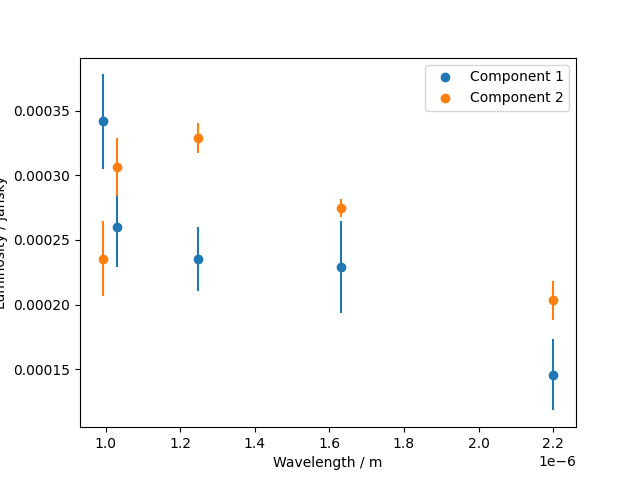 Component 1
Component 2
0.00035
0.00030
0.00025
0.00020
0.00015
Luminosity / Jansky
1.0 1.2 1.4 1.6 1.8 2.0 2.2
1e−6
Wavelength / m